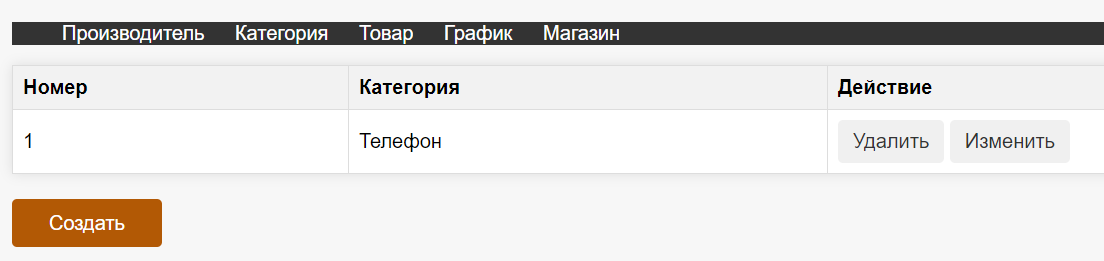 Производитель Категория Товар График Магазин
Номер Категория Действие
1 Телефон Удалить Изменить
Создать